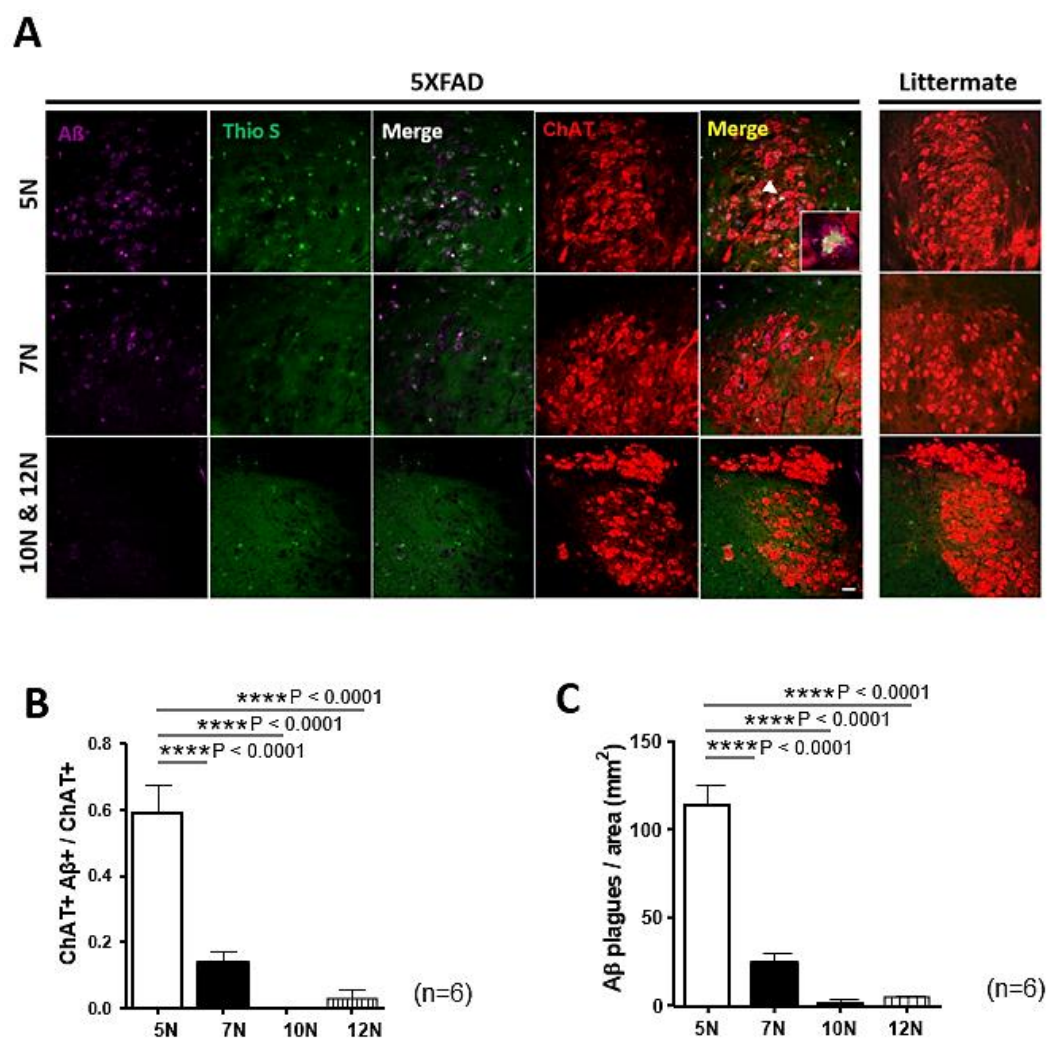 A
5XFAD Littermate
Aß Thio S Merge ChAT Merge
5N
7N
10N & 12N
B
****P < 0.0001
****P < 0.0001
****P < 0.0001
0.8
0.6
0.4
0.2
0.0
ChAT+ Aβ+ / ChAT+
5N 7N 10N 12N
(n=6)
C
****P < 0.0001
****P < 0.0001
****P < 0.0001
150
100
50
0
Aβ plagues / area (mm²)
5N 7N 10N 12N
(n=6)